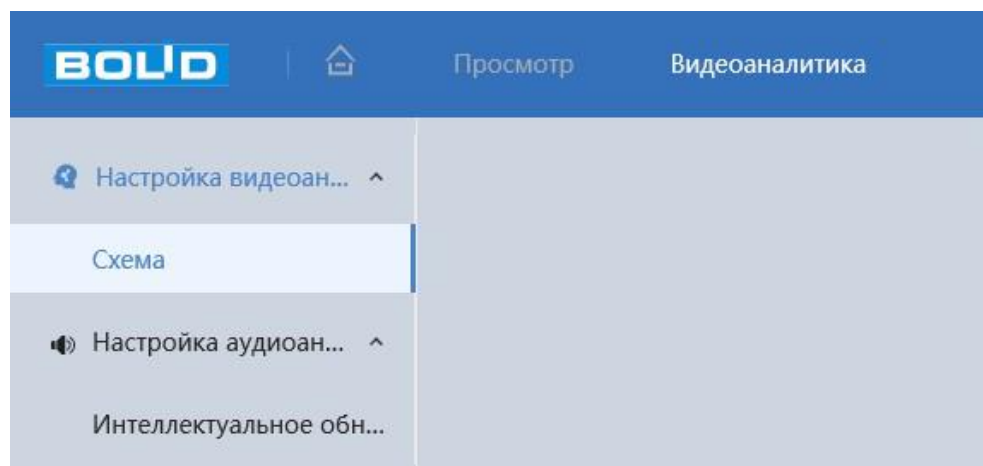 BOLID Просмотр Видеоаналитика
Настройка видеоан...
Схема
Настройка аудиоан...
Интеллектуальное обн...